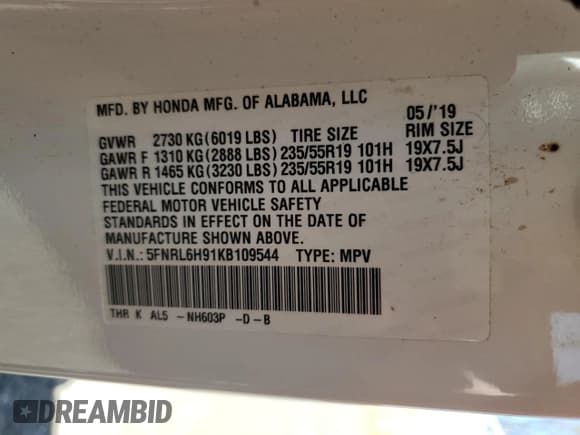 MFD. BY HONDA MFG. OF ALABAMA, LLC 05/'19
GVWR 2730 KG (6019 LBS) TIRE SIZE RIM SIZE
GAWR F 1310 KG (2888 LBS) 235/55R19 101H 19X7.5J
GAWR R 1465 KG (3230 LBS) 235/55R19 101H 19X7.5J
THIS VEHICLE CONFORMS TO ALL APPLICABLE
FEDERAL MOTOR VEHICLE SAFETY
STANDARDS IN EFFECT ON THE DATE OF
MANUFACTURE SHOWN ABOVE.
V.I.N.: 5FNRL6H91KB109544 TYPE: MPV
THR K AL5 -NH603P -D-B
DREAMBID